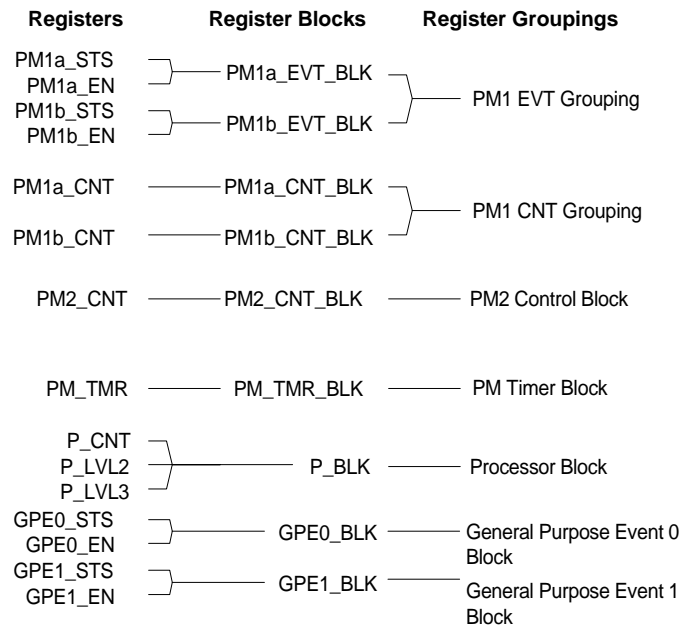 Registers Register Blocks Register Groupings
PM1a_STS
PM1a_EN
PM1a_EVT_BLK
PM1b_STS
PM1b_EN
PM1b_EVT_BLK
PM1 EVT Grouping
PM1a_CNT PM1a_CNT_BLK
PM1b_CNT PM1b_CNT_BLK
PM1 CNT Grouping
PM2_CNT PM2_CNT_BLK PM2 Control Block
PM_TMR PM_TMR_BLK PM Timer Block
P_CNT
P_LVL2
P_LVL3
P_BLK Processor Block
GPE0_STS
GPE0_EN
GPE0_BLK
General Purpose Event 0
Block
GPE1_STS
GPE1_EN
GPE1_BLK
General Purpose Event 1
Block